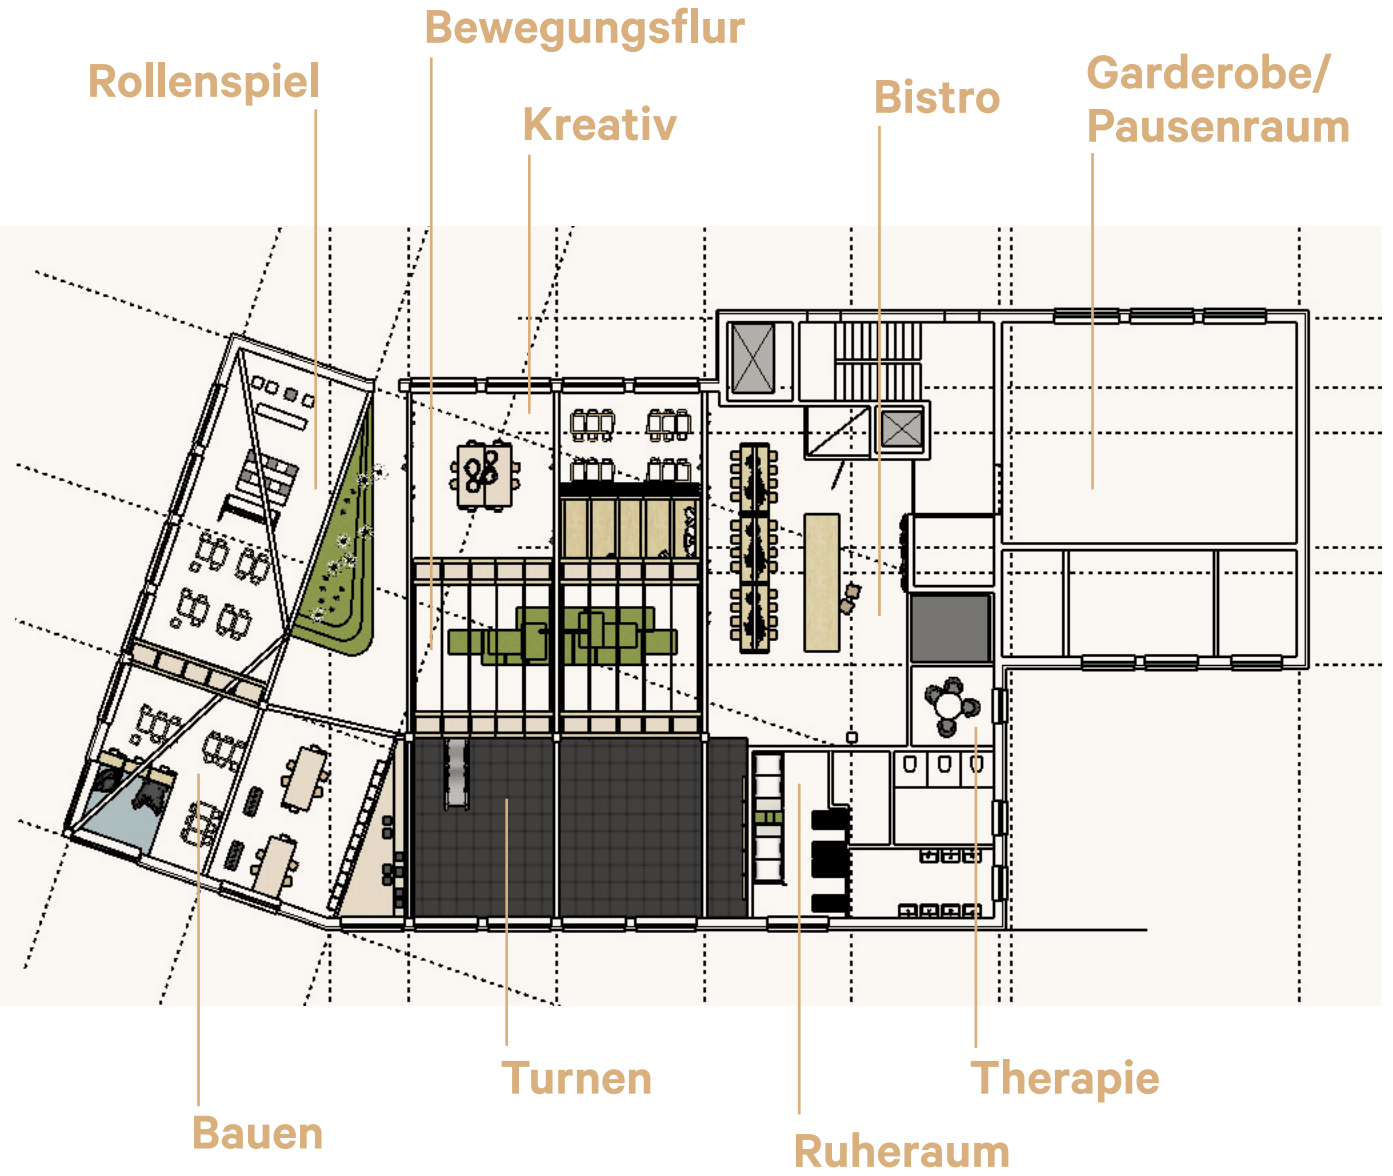 Bewegungsflur
Rollenspiel
Kreativ
Bistro
Garderobe/
Pausenraum
Turnen
Therapie
Bauen
Ruheraum